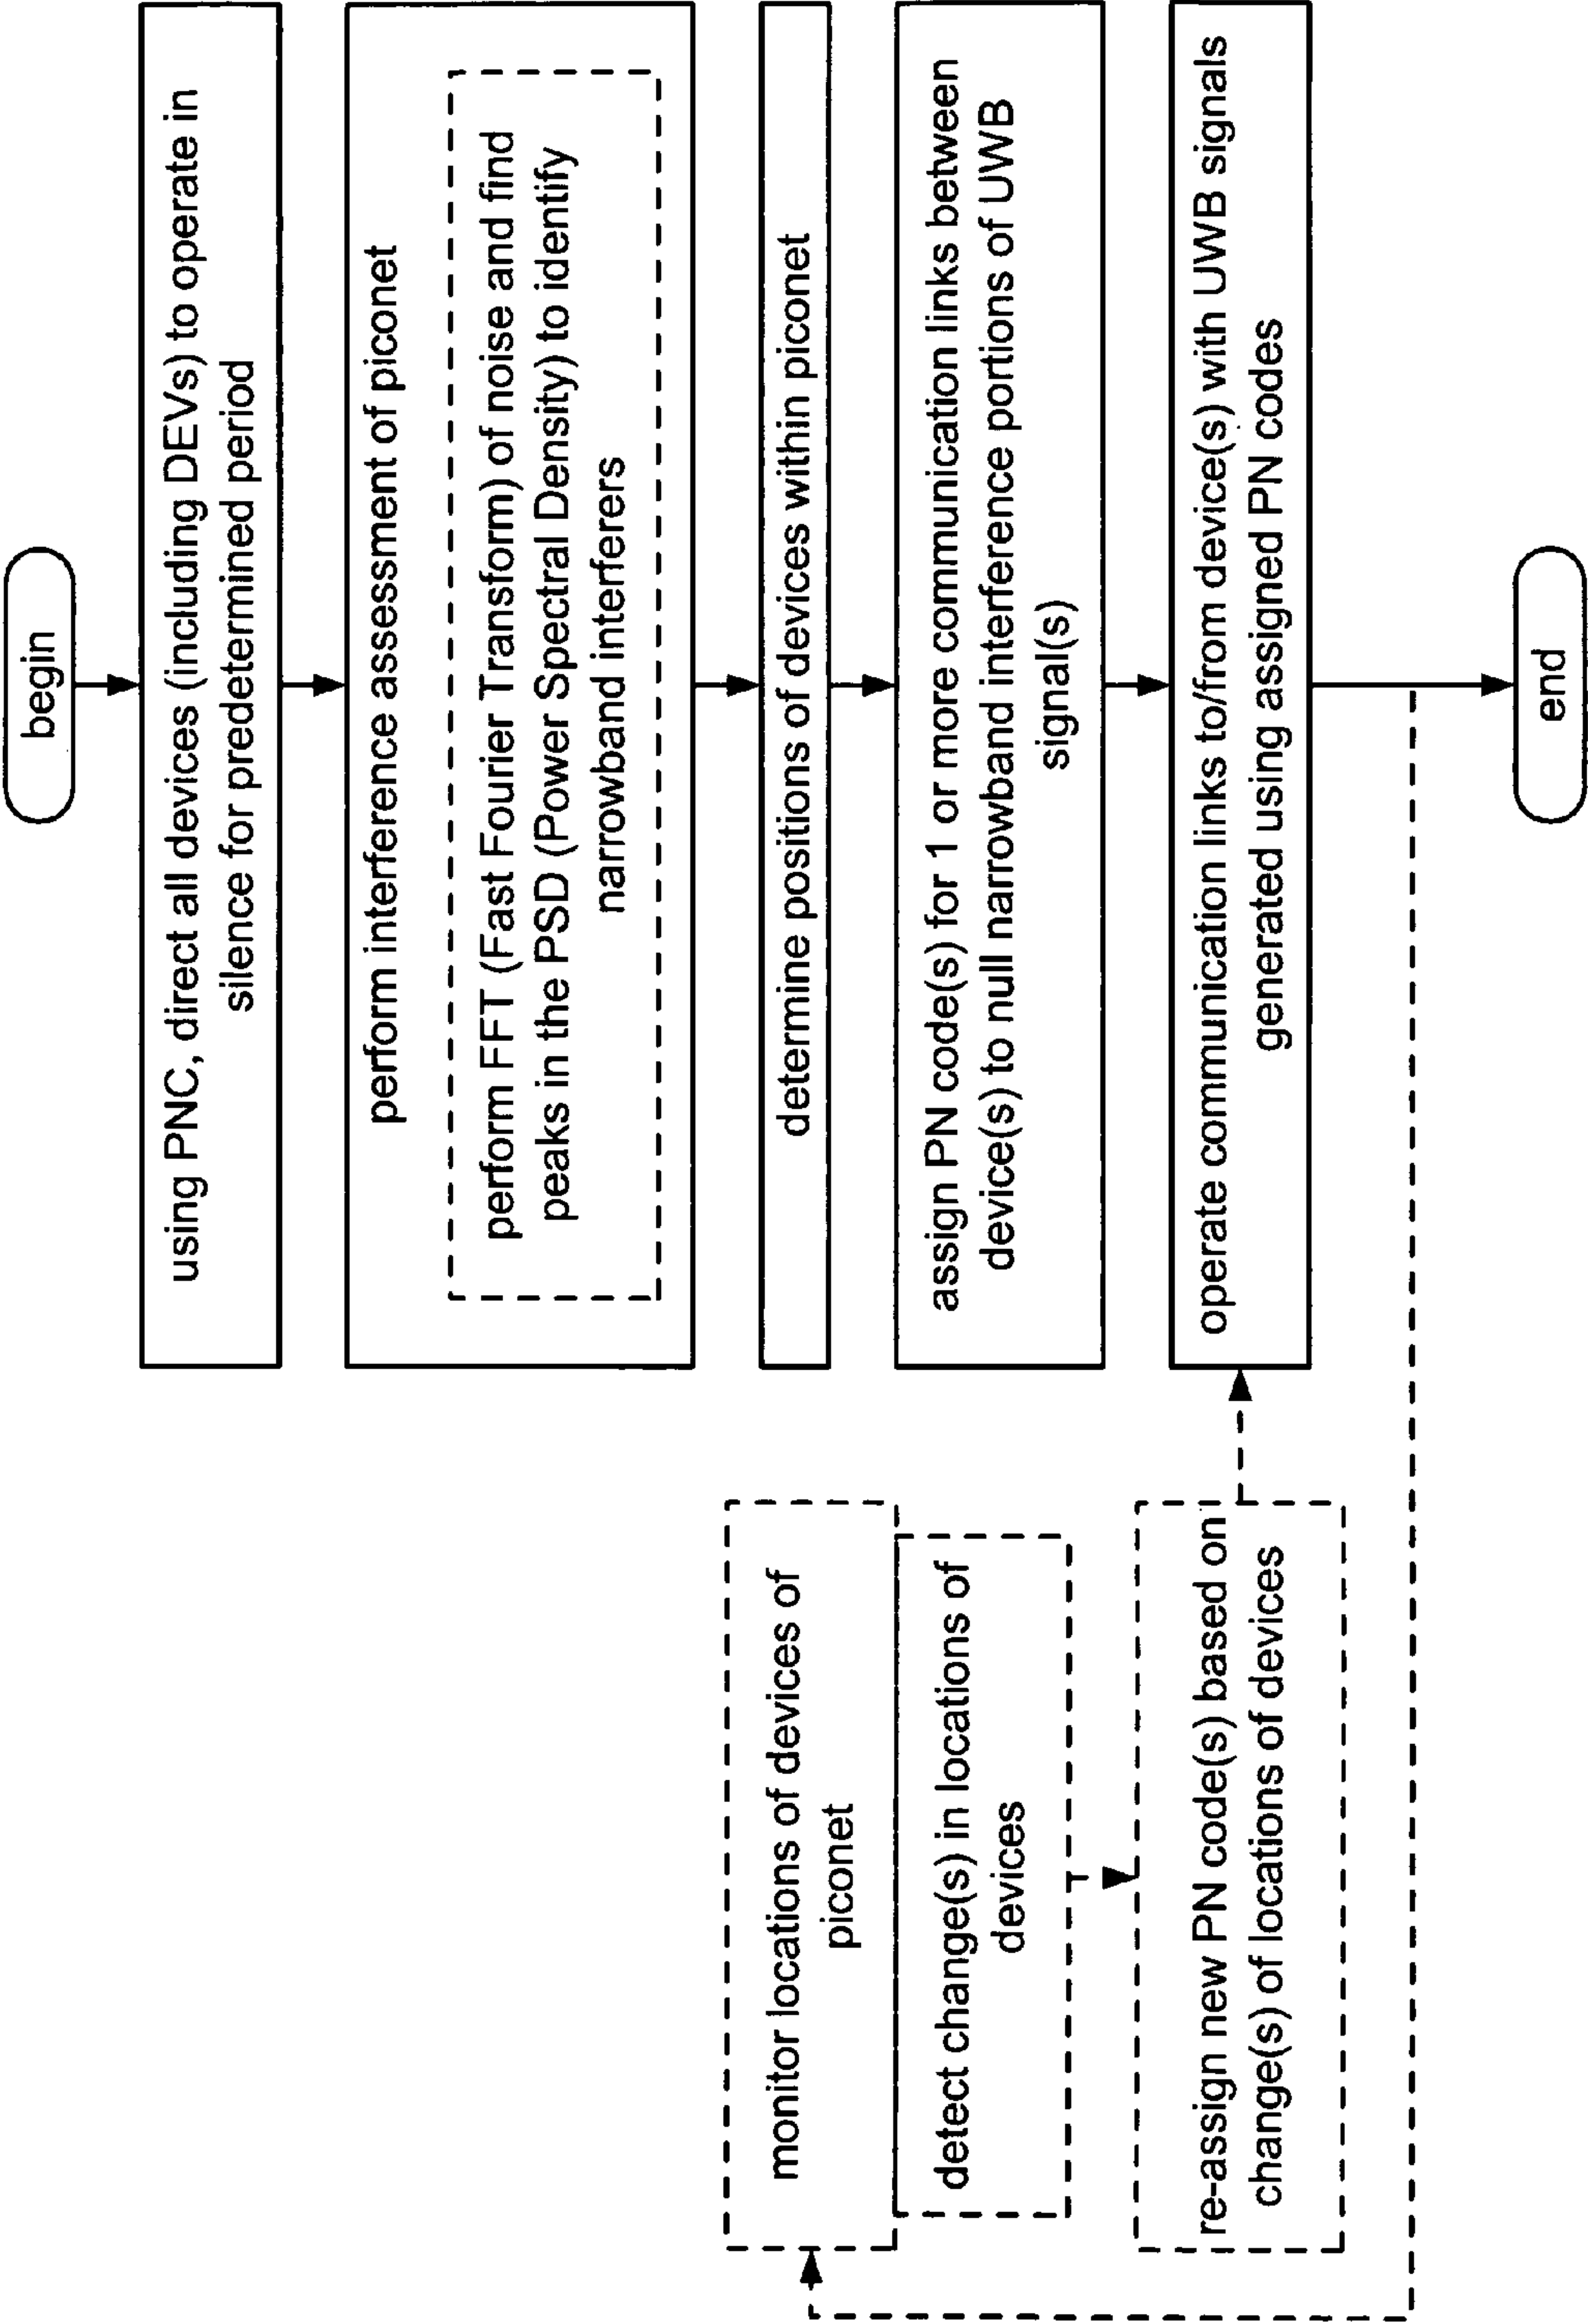 begin
using PNC, direct all devices (including DEVs) to operate in
silence for predetermined period
perform interference assessment of piconet
perform FFT (Fast Fourier Transform) of noise and find
peaks in the PSD (Power Spectral Density) to identify
narrowband interferers
determine positions of devices within piconet
assign PN code(s) for 1 or more communication links between
device(s) to null narrowband interference portions of UWB
signal(s)
operate communication links to/from device(s) with UWB signals
generated using assigned PN codes
end
monitor locations of devices of
piconet
detect change(s) in locations of
devices
re-assign new PN code(s) based on
change(s) of locations of devices